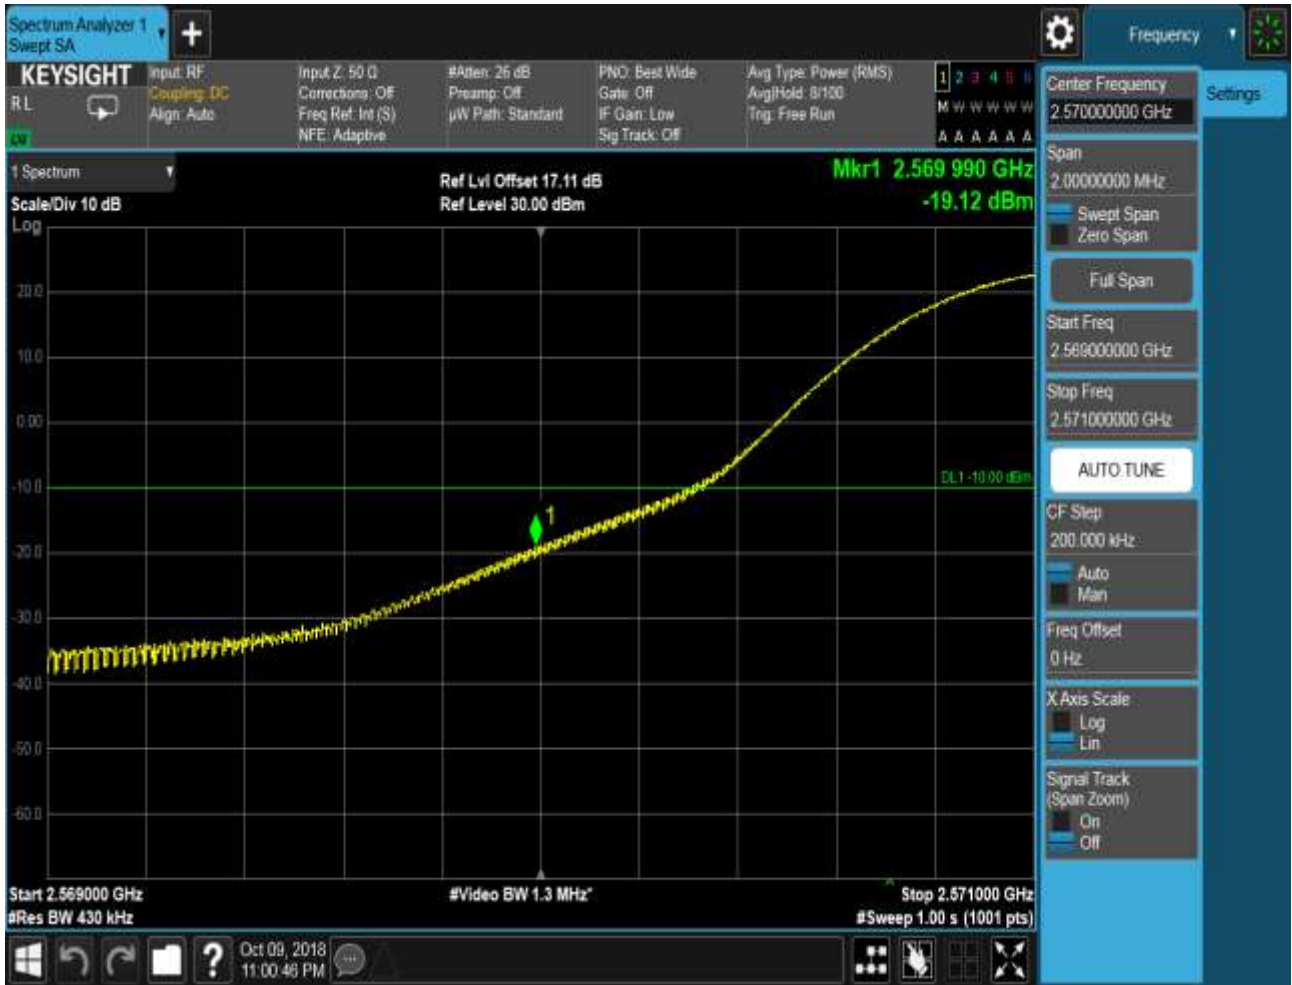 Spectrum Analyzer 1
Swept SA
Frequency
KEYSIGHT
R L
Input: RF
Coupling: DC
Align: Auto
Input Z: 50 Ω
Corrections: Off
Freq Ref: Int (S)
NFE: Adaptive
#Atten: 26 dB
Preamp: Off
µW Path: Standard
PNO: Best Wide
Gate: Off
IF Gain: Low
Sig Track: Off
Avg Type: Power (RMS)
Avg|Hold: 8/100
Trig: Free Run
1 2 3 4 5 6
M W W W W W
A A A A A A
1 Spectrum
Scale/Div 10 dB
Log
Ref Lvl Offset 17.11 dB
Ref Level 30.00 dBm
Mkr1 2.569 990 GHz
-19.12 dBm
20.0
10.0
0.00
-10.0
-20.0
-30.0
-40.0
-50.0
-60.0
DL1 -10.00 dBm
1
Start 2.569000 GHz
#Res BW 430 kHz
#Video BW 1.3 MHz*
Stop 2.571000 GHz
#Sweep 1.00 s (1001 pts)
Oct 09, 2018
11:00:46 PM
Center Frequency
2.570000000 GHz
Settings
Span
2.00000000 MHz
Swept Span
Zero Span
Full Span
Start Freq
2.569000000 GHz
Stop Freq
2.571000000 GHz
AUTO TUNE
CF Step
200.000 kHz
Auto
Man
Freq Offset
0 Hz
X Axis Scale
Log
Lin
Signal Track
(Span Zoom)
On
Off